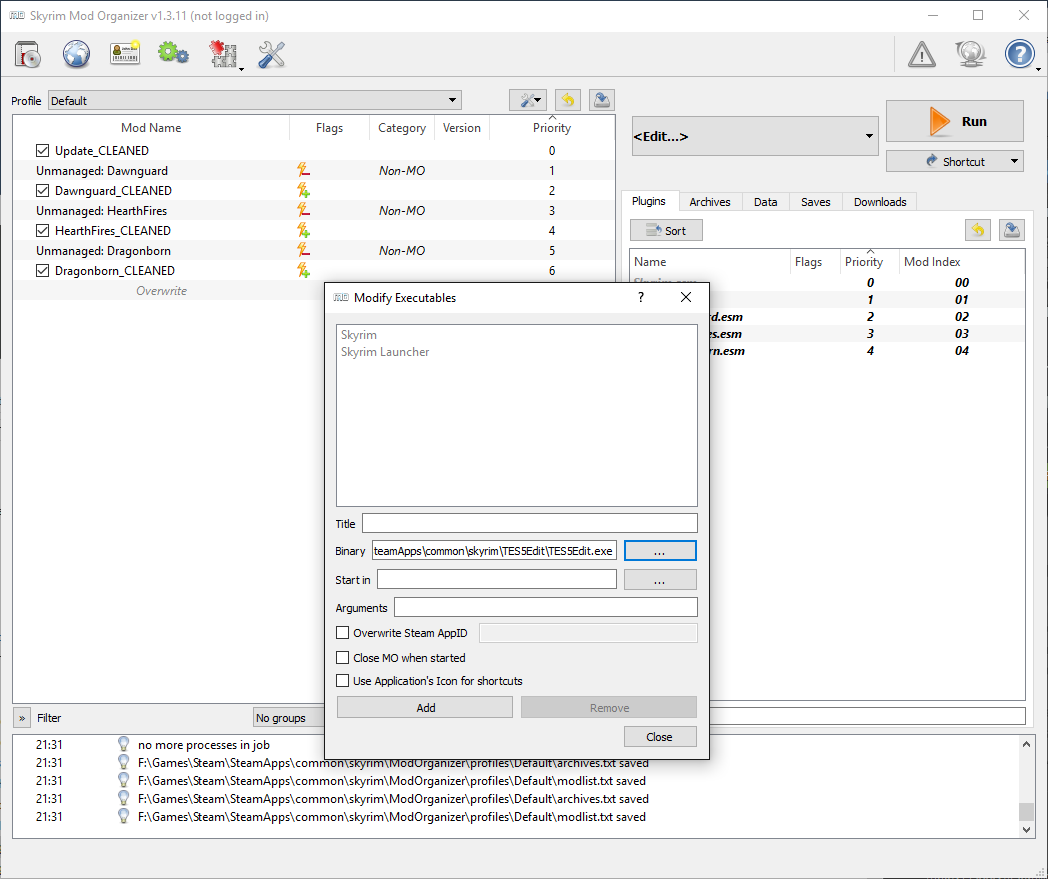 Skyrim Mod Organizer v1.3.11 (not logged in)
Profile Default
Mod Name Flags Category Version Priority
Update_CLEANED 0
Unmanaged: Dawnguard Non-MO 1
Dawnguard_CLEANED 2
Unmanaged: HearthFires Non-MO 3
HearthFires_CLEANED 4
Unmanaged: Dragonborn Non-MO 5
Dragonborn_CLEANED 6
Overwrite
<Edit...>
Run
Shortcut
Plugins Archives Data Saves Downloads
Sort
Name Flags Priority Mod Index
0 00
1 01
d.esm 2 02
es.esm 3 03
rn.esm 4 04
Modify Executables ?
Skyrim
Skyrim Launcher
Title
Binary teamApps\common\skyrim\TES5Edit\TES5Edit.exe ...
Start in ...
Arguments
Overwrite Steam AppID
Close MO when started
Use Application's Icon for shortcuts
Add Remove
Close
» Filter No groups
21:31 no more processes in job
21:31 F:\Games\Steam\SteamApps\common\skyrim\ModOrganizer\profiles\Default\archives.txt saved
21:31 F:\Games\Steam\SteamApps\common\skyrim\ModOrganizer\profiles\Default\modlist.txt saved
21:31 F:\Games\Steam\SteamApps\common\skyrim\ModOrganizer\profiles\Default\archives.txt saved
21:31 F:\Games\Steam\SteamApps\common\skyrim\ModOrganizer\profiles\Default\modlist.txt saved